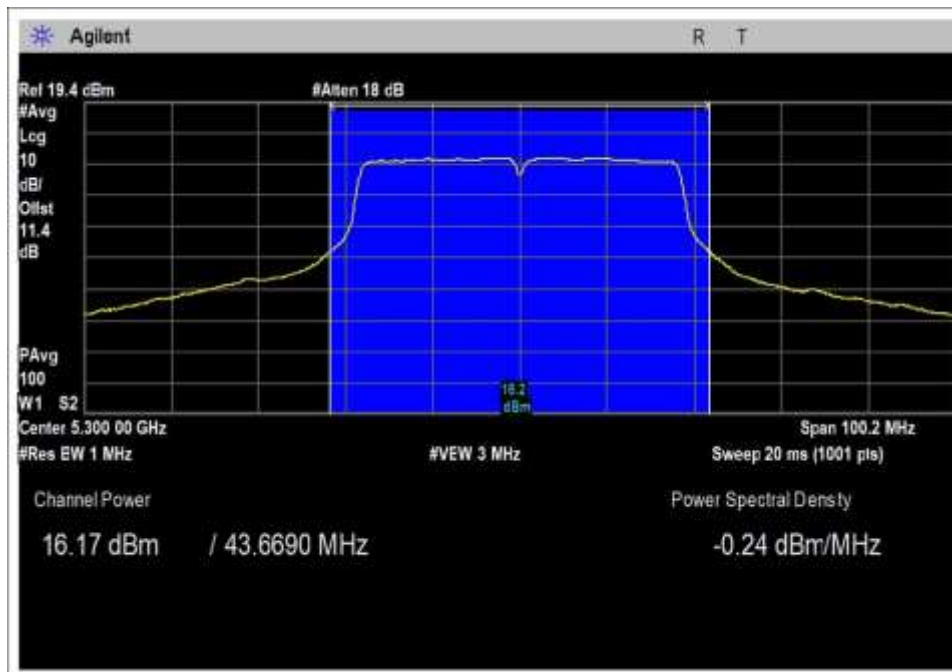 Agilent
R T
Ref 19.4 dBm #Atten 18 dB
#Avg
Log
10
dB/
Offst
11.4
dB
16.2
dBm
PAvg
100
W1 S2
Center 5.300 00 GHz Span 100.2 MHz
#Res BW 1 MHz #VBW 3 MHz Sweep 20 ms (1001 pts)
Channel Power Power Spectral Density
16.17 dBm / 43.6690 MHz -0.24 dBm/MHz